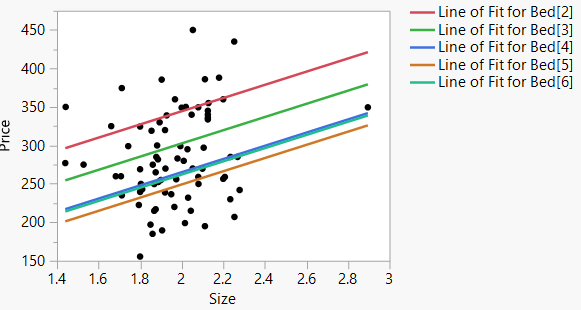 Line of Fit for Bed[2]
Line of Fit for Bed[3]
Line of Fit for Bed[4]
Line of Fit for Bed[5]
Line of Fit for Bed[6]
450
400
350
300
250
200
150
Price
1.4 1.6 1.8 2 2.2 2.4 2.6 2.8 3
Size